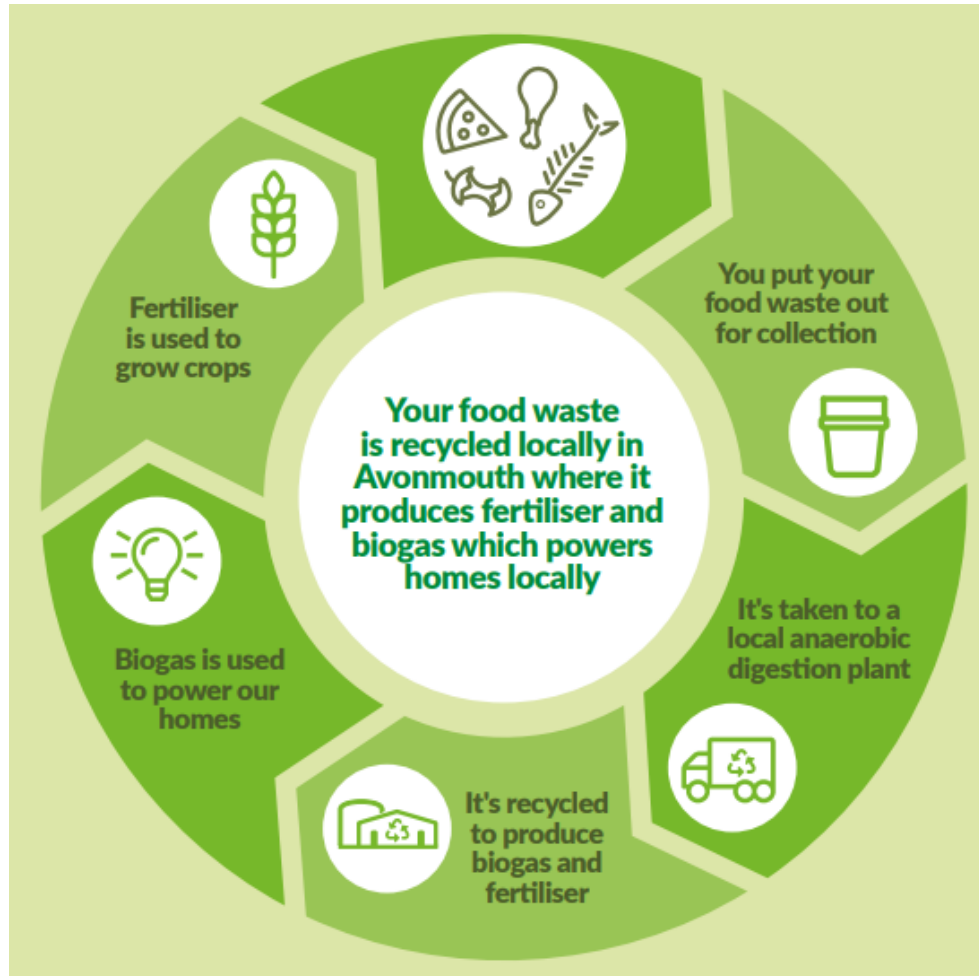 You put your
food waste out
for collection
It's taken to a
local anaerobic
digestion plant
It's recycled
to produce
biogas and
fertiliser
Biogas is used
to power our
homes
Fertiliser
is used to
grow crops
Your food waste
is recycled locally in
Avonmouth where it
produces fertiliser and
biogas which powers
homes locally